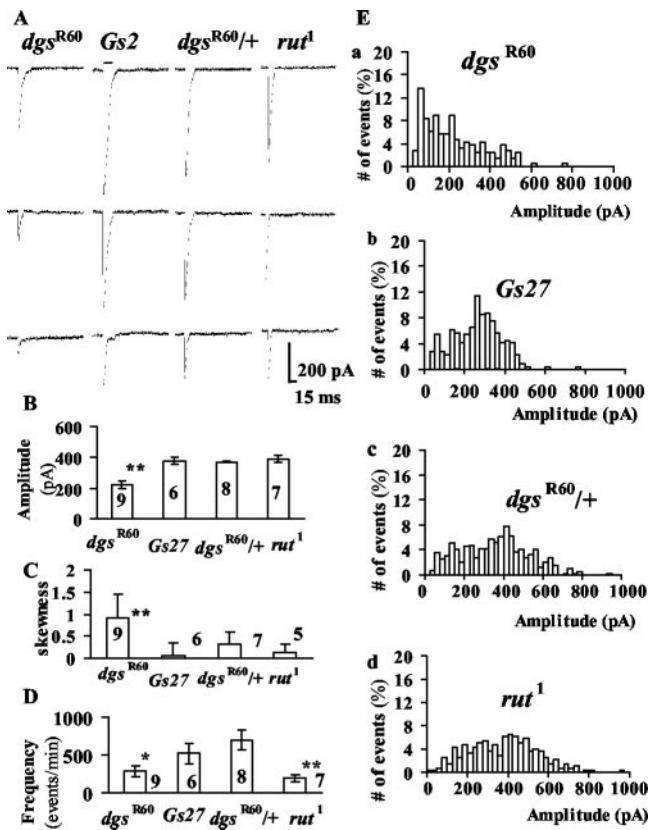 A
dgs R60 Gs2 dgs R60/+ rut 1
200 pA
15 ms
B
Amplitude (pA)
600
400
200
0
** 
9 6 8 7
dgs R60 Gs27 dgs R60/+ rut 1
C
skewness
2
1.5
1
0.5
0
**
9 6 7 5
dgs R60 Gs27 dgs R60/+ rut 1
D
Frequency (events/min)
1000
500
0
* **
9 6 8 7
dgs R60 Gs27 dgs R60/+ rut 1
E
a
dgs R60
# of events (%)
20
16
12
8
4
0
0 200 400 600 800 1000
Amplitude (pA)
b
Gs27
# of events (%)
20
16
12
8
4
0
0 200 400 600 800 1000
Amplitude (pA)
c
dgs R60/+
# of events (%)
20
16
12
8
4
0
0 200 400 600 800 1000
Amplitude (pA)
d
rut 1
# of events (%)
20
16
12
8
4
0
0 200 400 600 800 1000
Amplitude (pA)